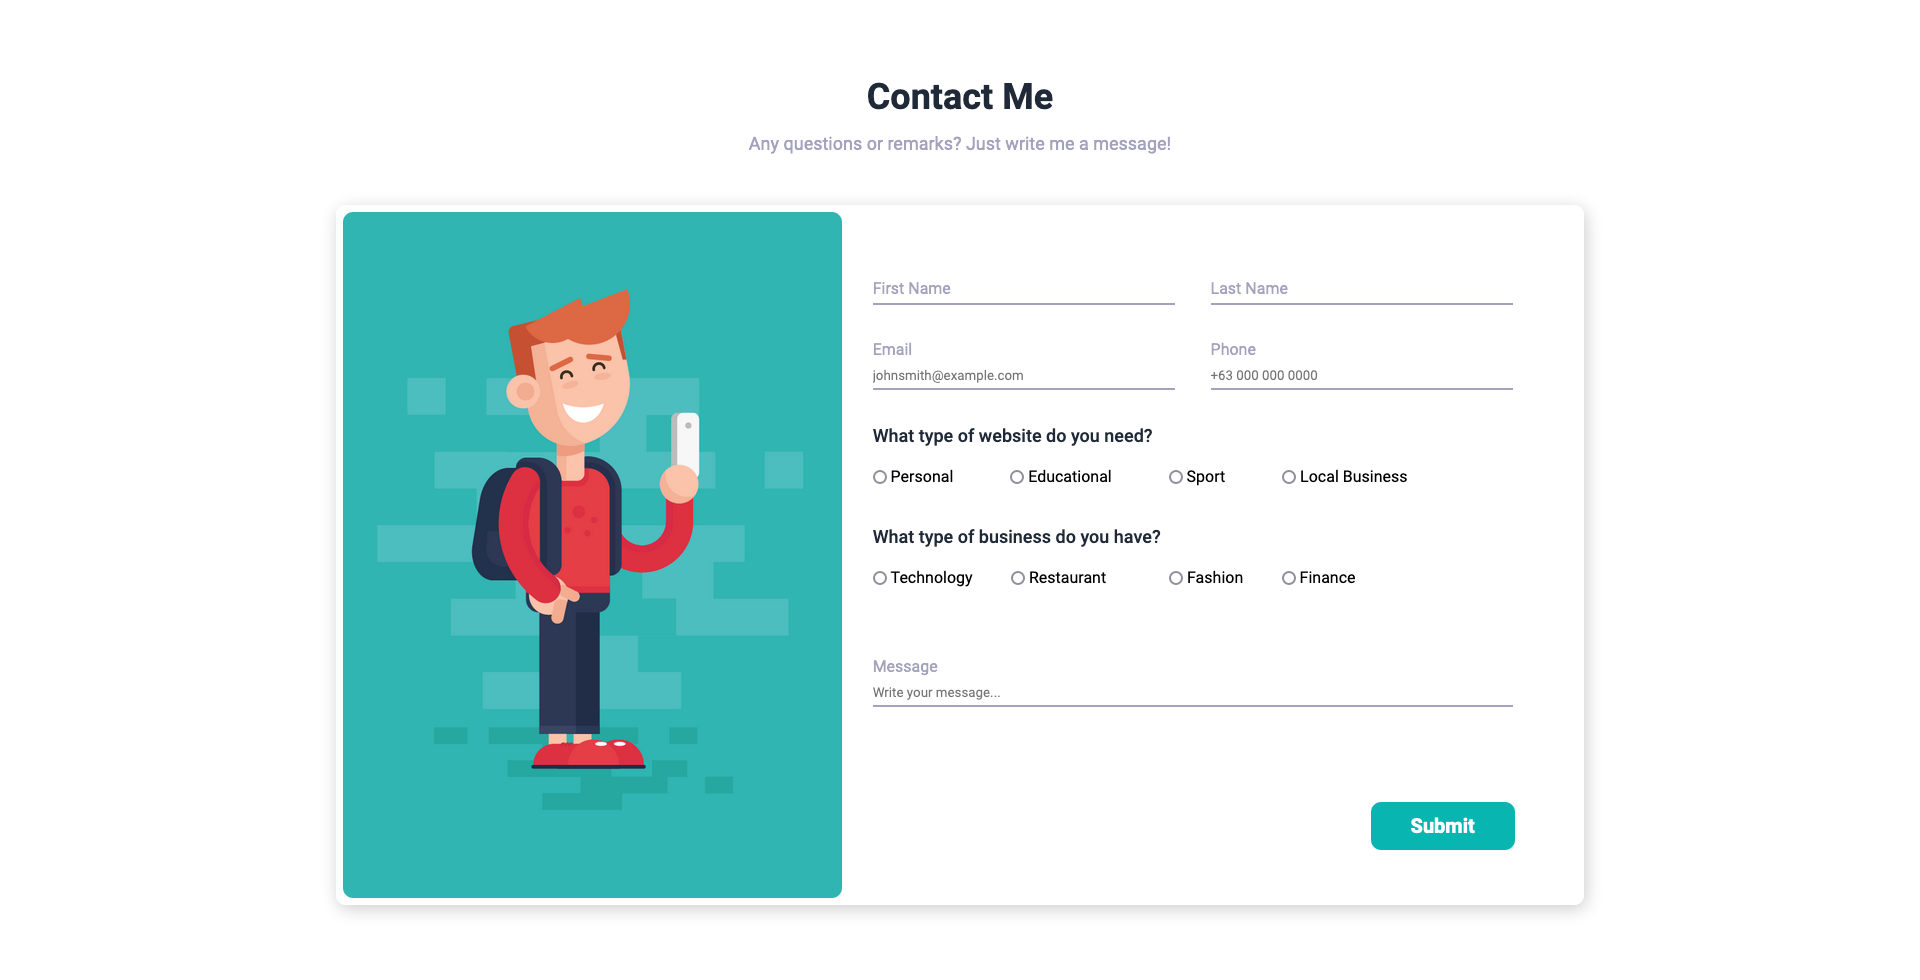 Contact Me
Any questions or remarks? Just write me a message!
First Name
Last Name
Email
Phone
johnsmith@example.com
+63 000 000 0000
What type of website do you need?
Personal Educational Sport Local Business
What type of business do you have?
Technology Restaurant Fashion Finance
Message
Write your message...
Submit